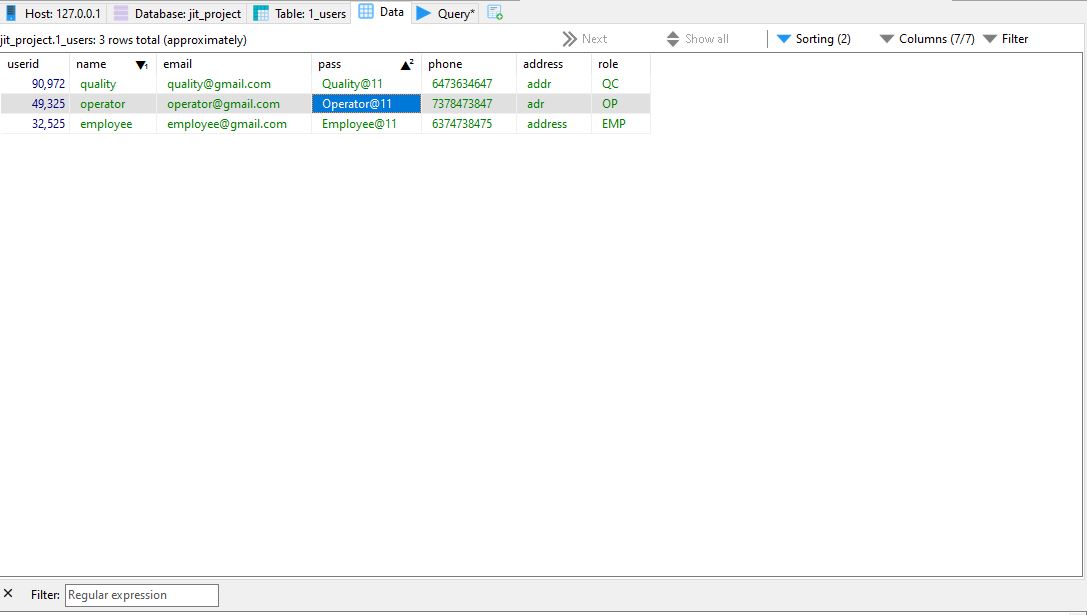 Host: 127.0.0.1 Database: jit_project Table: 1_users Data Query*
jit_project.1_users: 3 rows total (approximately) Next Show all Sorting (2) Columns (7/7) Filter
userid name 1 email pass 2 phone address role
90,972 quality quality@gmail.com Quality@11 6473634647 addr QC
49,325 operator operator@gmail.com Operator@11 7378473847 adr OP
32,525 employee employee@gmail.com Employee@11 6374738475 address EMP
Filter: Regular expression